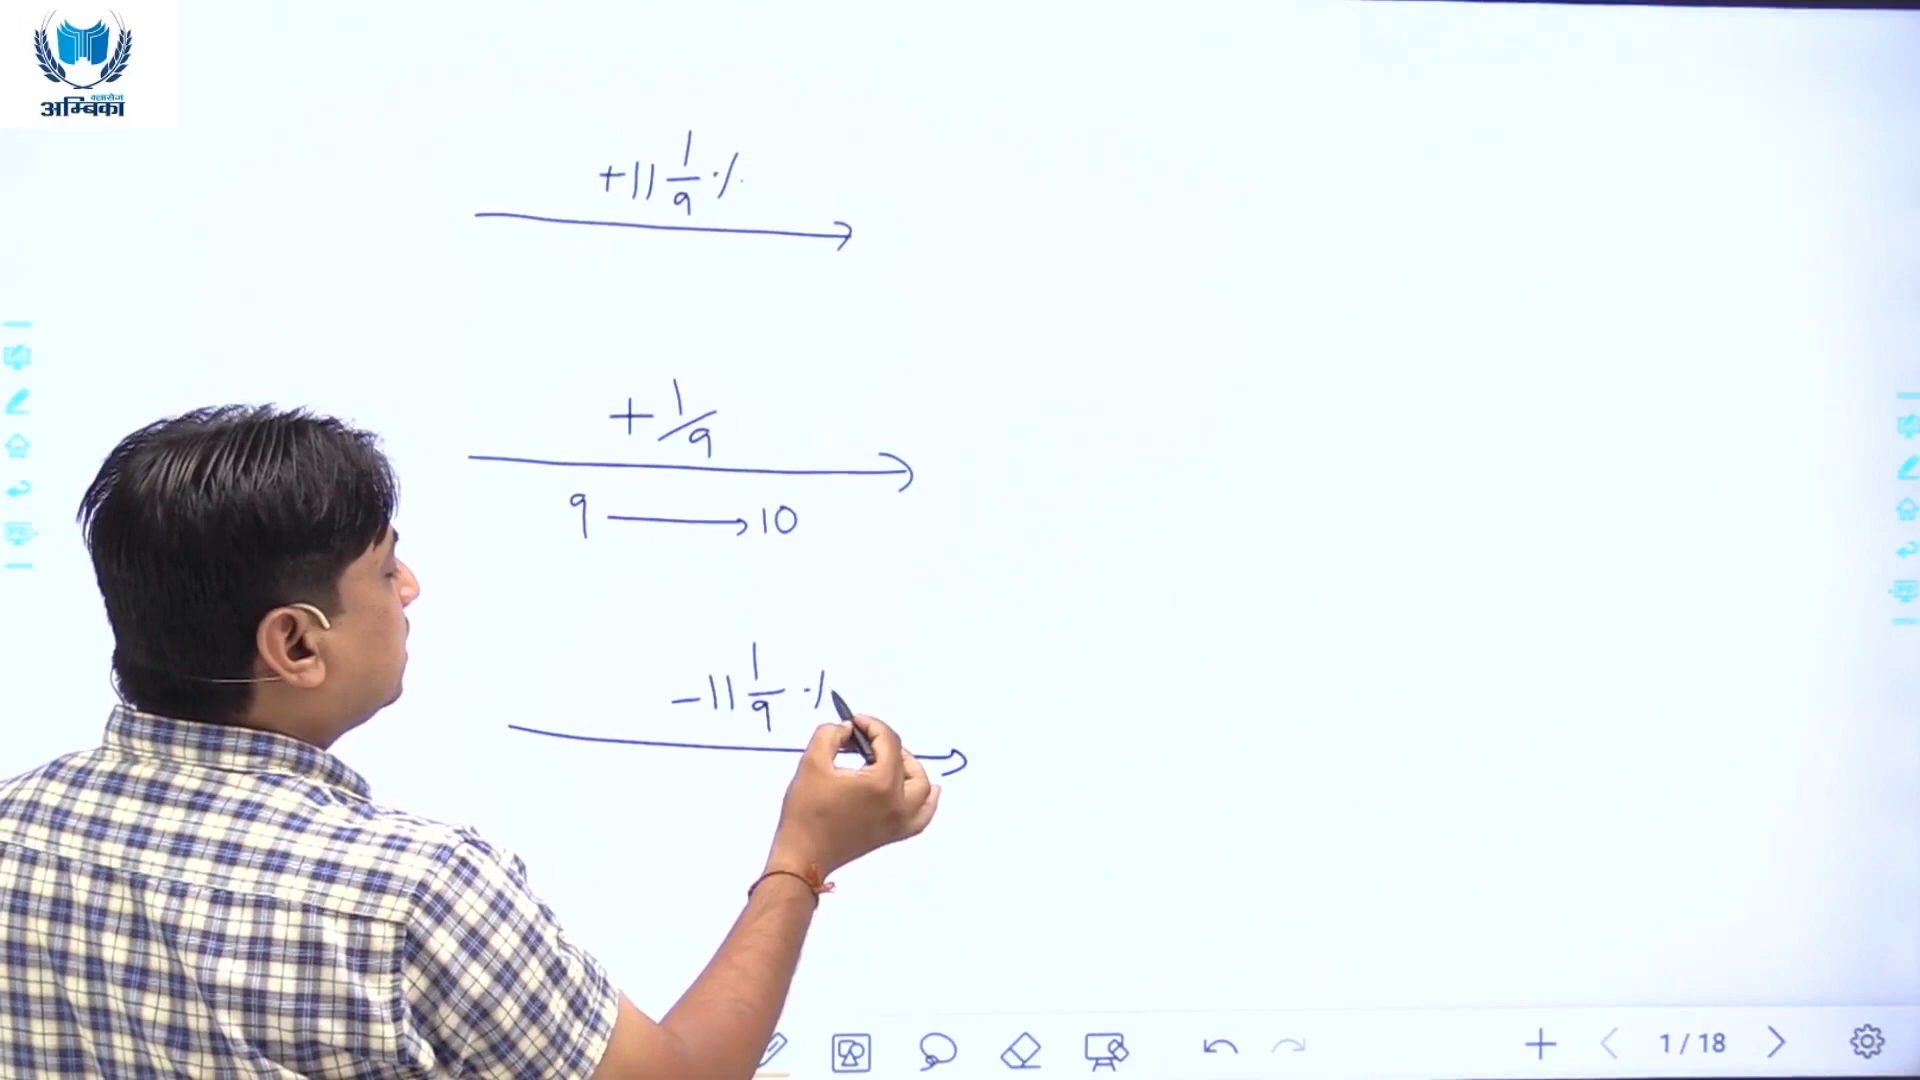 क्लासेज
अम्बिका
+11 1/9 %
+ 1/9
9 → 10
-11 1/9 %
1 / 18